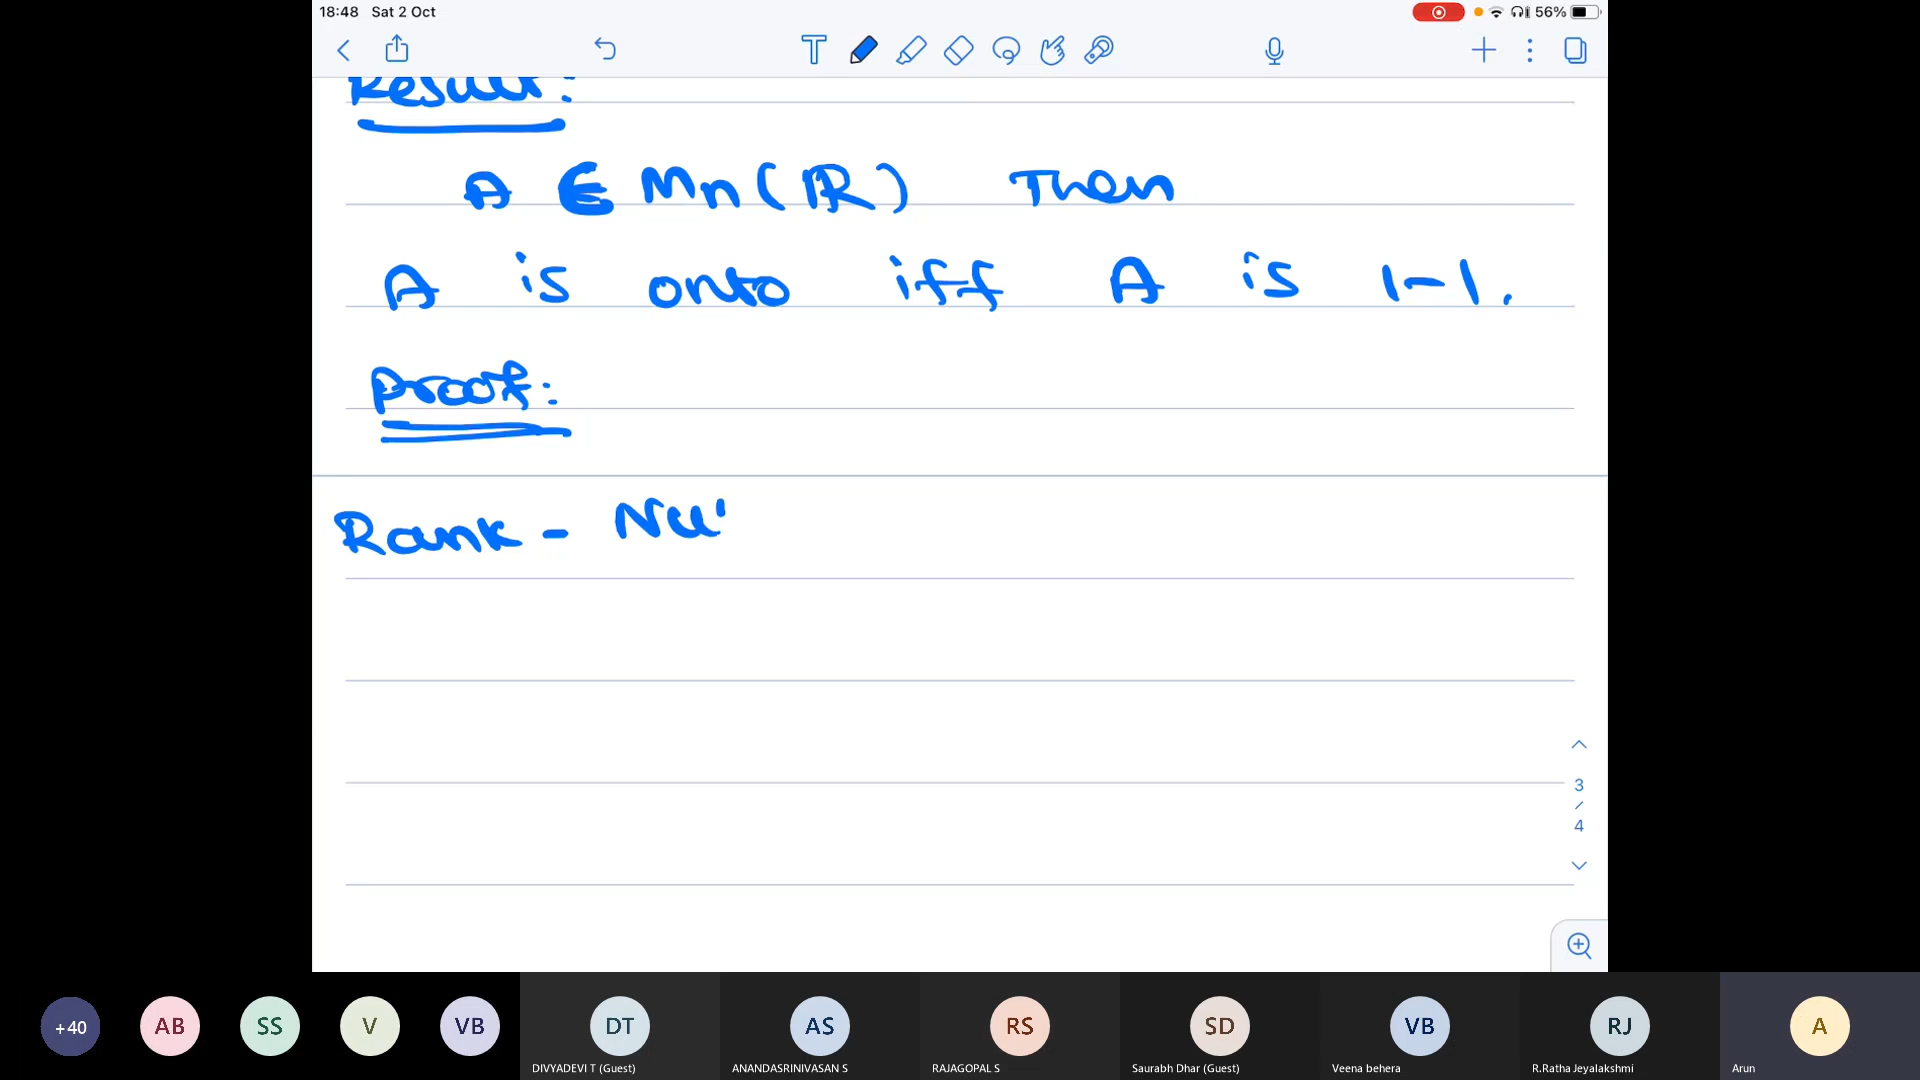 18:48 Sat 2 Oct 56%
T
Result:
A ∈ Mn(ℝ) Then
A is onto iff A is 1-1.
Proof:
Rank - Nu
3
/
4
+40 AB SS V VB DT AS RS SD VB RJ A
DIVYADEVI T (Guest) ANANDASRINIVASAN S RAJAGOPAL S Saurabh Dhar (Guest) Veena behera R.Ratha Jeyalakshmi Arun